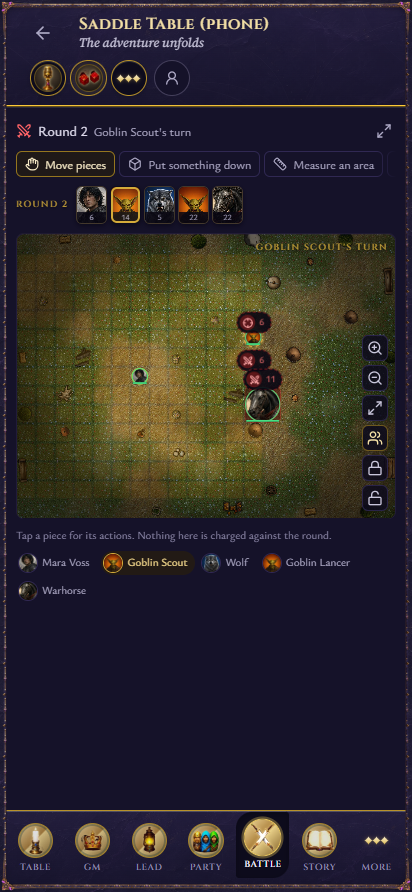 Saddle Table (phone)
The adventure unfolds
Round 2 Goblin Scout's turn
Move pieces Put something down Measure an area
ROUND 2
6 14 5 22 22
GOBLIN SCOUT'S TURN
6
6
11
Tap a piece for its actions. Nothing here is charged against the round.
Mara Voss Goblin Scout Wolf Goblin Lancer
Warhorse
TABLE GM LEAD PARTY BATTLE STORY MORE